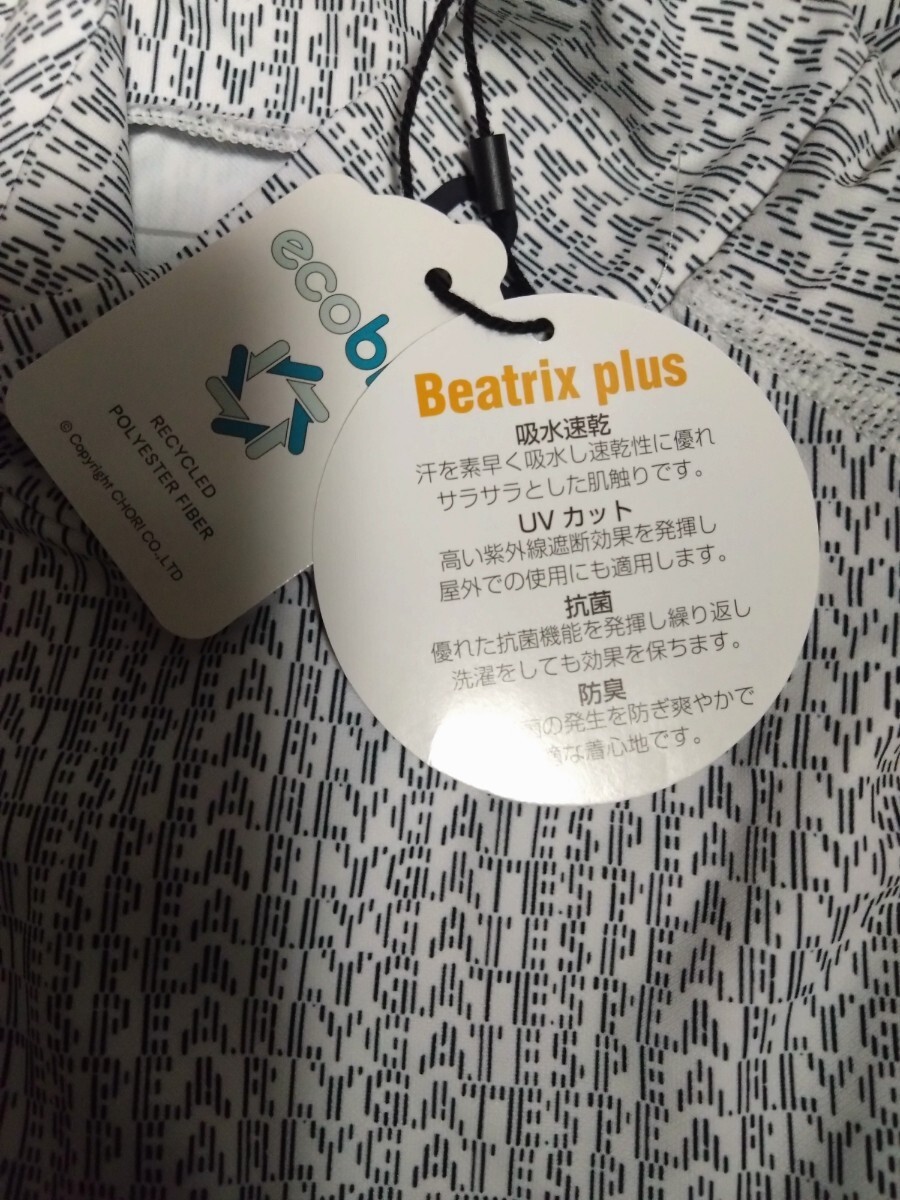 ecob
RECYCLED
POLYESTER FIBER
© Copyright CHORI CO.,LTD
Beatrix plus
吸水速乾
汗を素早く吸水し速乾性に優れ
サラサラとした肌触りです。
UV カット
高い紫外線遮断効果を発揮し
屋外での使用にも適用します。
抗菌
優れた抗菌機能を発揮し繰り返し
洗濯をしても効果を保ちます。
防臭
菌の発生を防ぎ爽やかで
適な着心地です。